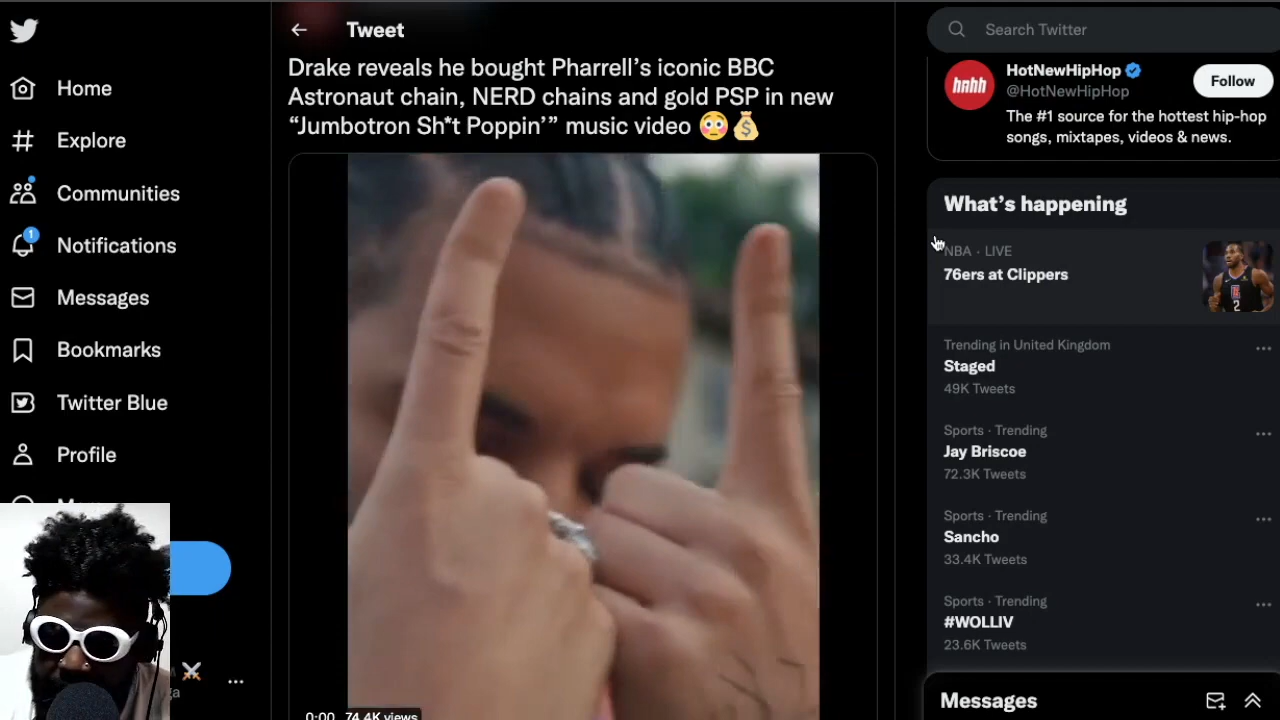 Home
Explore
Communities
1
Notifications
Messages
Bookmarks
Twitter Blue
Profile
Tweet
Drake reveals he bought Pharrell’s iconic BBC
Astronaut chain, NERD chains and gold PSP in new
“Jumbotron Sh*t Poppin’” music video 😳💰
0:00 74.4K views
Search Twitter
hnhh
HotNewHipHop
@HotNewHipHop
Follow
The #1 source for the hottest hip-hop
songs, mixtapes, videos & news.
What’s happening
NBA · LIVE
76ers at Clippers
2
Trending in United Kingdom
Staged
49K Tweets
Sports · Trending
Jay Briscoe
72.3K Tweets
Sports · Trending
Sancho
33.4K Tweets
Sports · Trending
#WOLLIV
23.6K Tweets
Messages